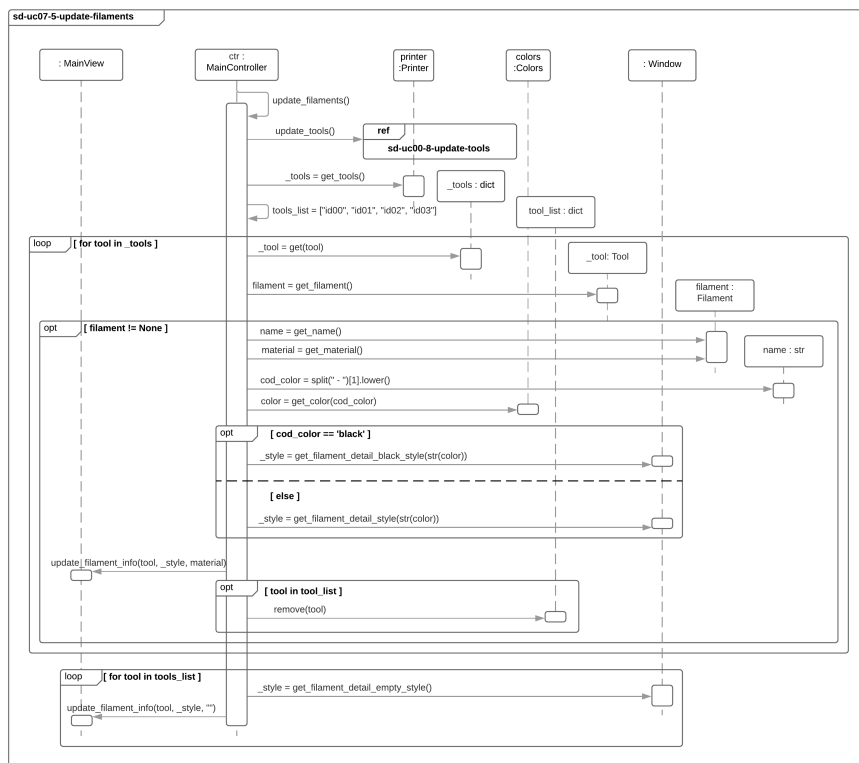 sd-uc07-5-update-filaments
: MainView
ctr :
MainController
printer
:Printer
colors
:Colors
: Window
update_filaments()
update_tools()
ref
sd-uc00-8-update-tools
_tools = get_tools()
_tools : dict
tools_list = ["id00", "id01", "id02", "id03"]
tool_list : dict
loop
[ for tool in _tools ]
_tool = get(tool)
_tool: Tool
filament = get_filament()
filament :
Filament
opt
[ filament != None ]
name = get_name()
material = get_material()
name : str
cod_color = split(" - ")[1].lower()
color = get_color(cod_color)
opt
[ cod_color == 'black' ]
_style = get_filament_detail_black_style(str(color))
[ else ]
_style = get_filament_detail_style(str(color))
update_filament_info(tool, _style, material)
opt
[ tool in tool_list ]
remove(tool)
loop
[ for tool in tools_list ]
_style = get_filament_detail_empty_style()
update_filament_info(tool, _style, "")